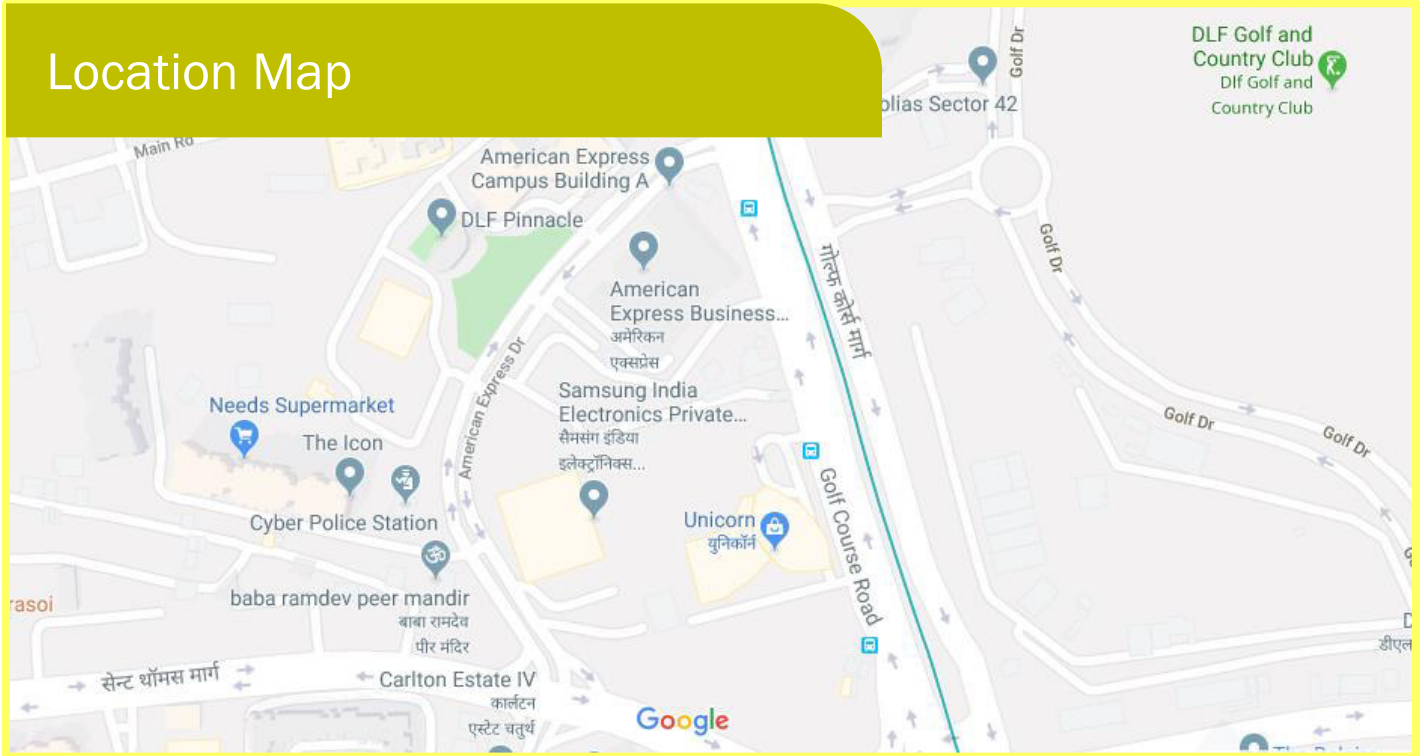 Location Map
Golf Dr
DLF Golf and
Country Club
Dlf Golf and
Country Club
Sector 42
Main Rd
American Express
Campus Building A
DLF Pinnacle
Golf Dr
गोल्फ कोर्स मार्ग
American
Express Business...
अमेरिकन
एक्सप्रेस
American Express Dr
Samsung India
Electronics Private...
सैमसंग इंडिया
इलेक्ट्रॉनिक्स...
Needs Supermarket
The Icon
Golf Dr
Golf Dr
Cyber Police Station
Unicorn
युनिकॉर्न
Golf Course Road
baba ramdev peer mandir
बाबा रामदेव
पीर मंदिर
rasoi
सेन्ट थॉमस मार्ग
Carlton Estate IV
कार्लटन
एस्टेट चतुर्थ
Google